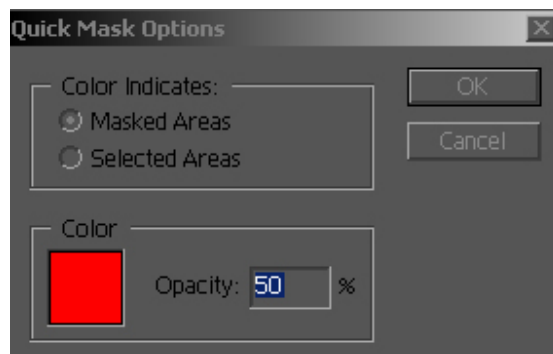 Quick Mask Options
Color Indicates:
Masked Areas
Selected Areas
OK
Cancel
Color
Opacity: 50 %